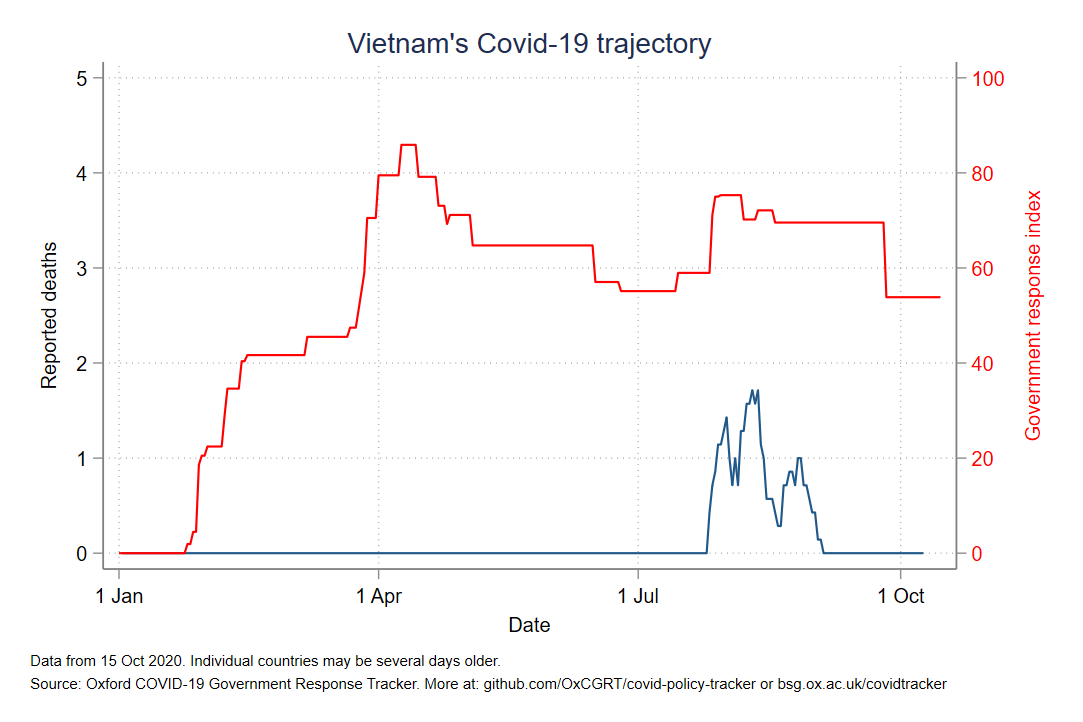 Vietnam's Covid-19 trajectory
5
4
3
2
1
0
Reported deaths
100
80
60
40
20
0
Government response index
1 Jan
1 Apr
1 Jul
1 Oct
Date
Data from 15 Oct 2020. Individual countries may be several days older.
Source: Oxford COVID-19 Government Response Tracker. More at: github.com/OxCGRT/covid-policy-tracker or bsg.ox.ac.uk/covidtracker